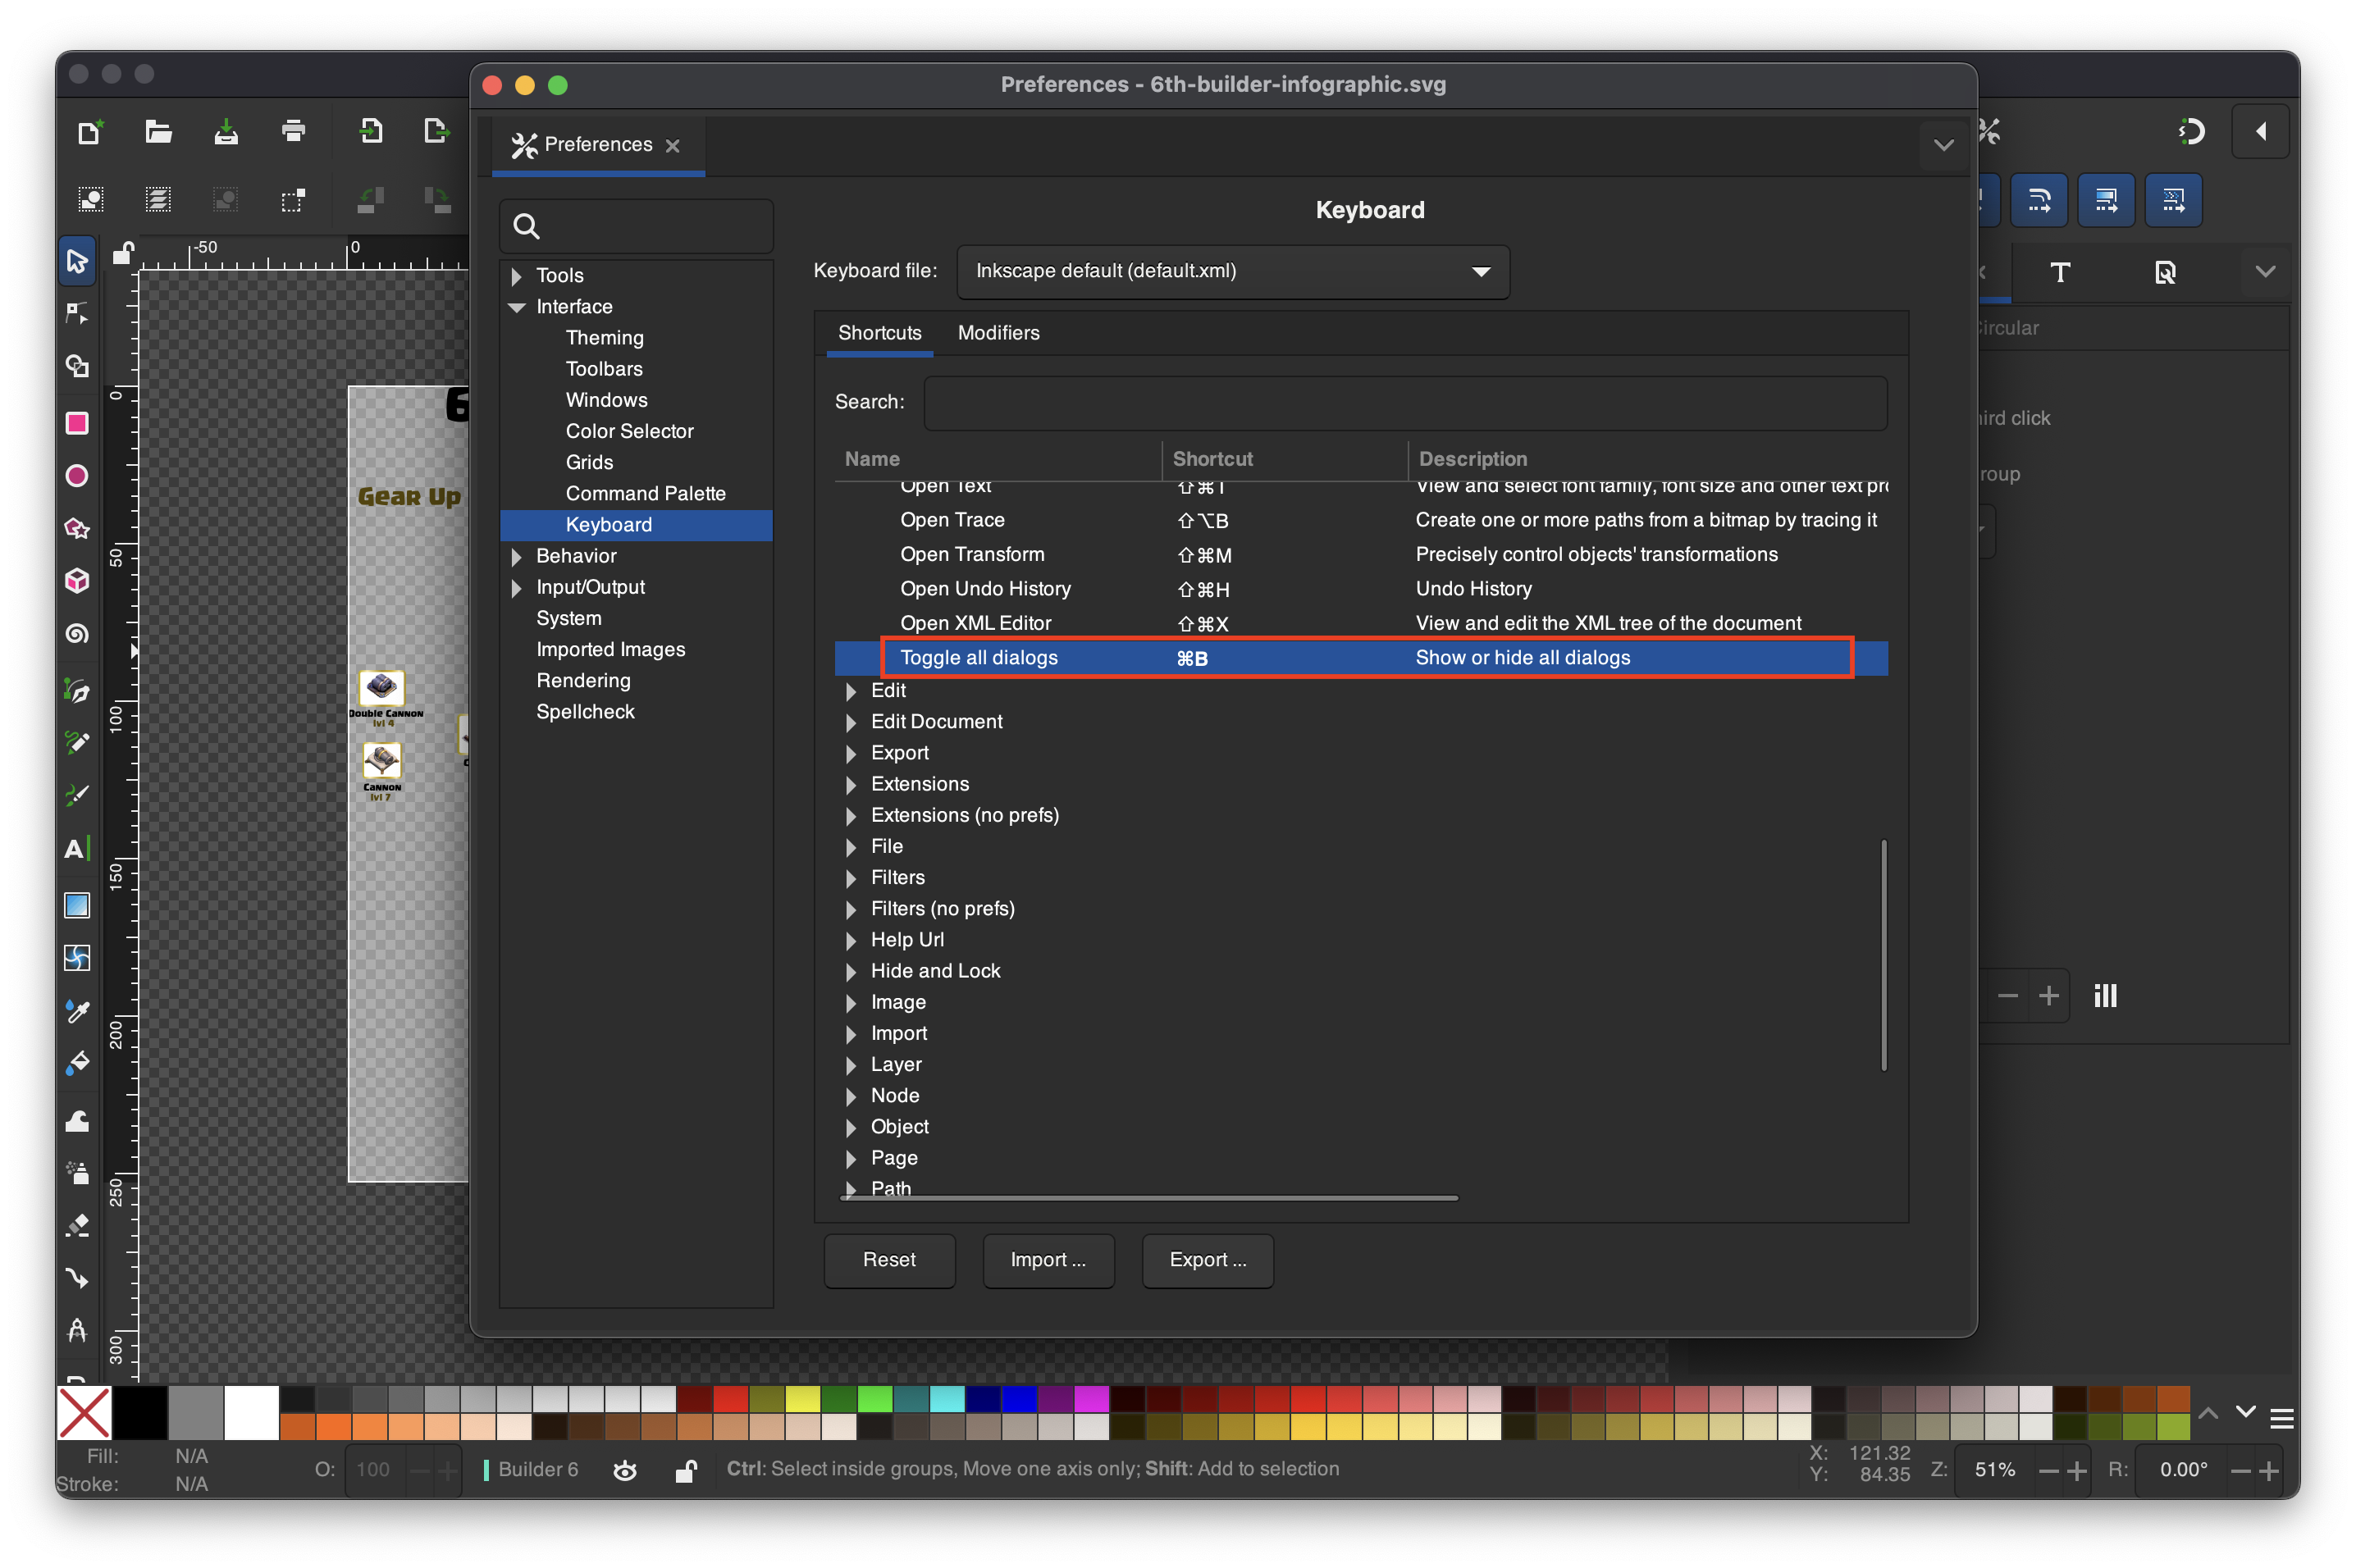 Preferences - 6th-builder-infographic.svg
Preferences
Keyboard
Keyboard file: Inkscape default (default.xml)
Tools
Interface
Theming
Toolbars
Windows
Color Selector
Grids
Command Palette
Keyboard
Behavior
Input/Output
System
Imported Images
Rendering
Spellcheck
Shortcuts Modifiers
Search:
Name Shortcut Description
Open Text ⇧⌘T View and select font family, font size and other text
Open Trace ⇧⌥B Create one or more paths from a bitmap by tracing it
Open Transform ⇧⌘M Precisely control objects' transformations
Open Undo History ⇧⌘H Undo History
Open XML Editor ⇧⌘X View and edit the XML tree of the document
Toggle all dialogs ⌘B Show or hide all dialogs
Edit
Edit Document
Export
Extensions
Extensions (no prefs)
File
Filters
Filters (no prefs)
Help Url
Hide and Lock
Image
Import
Layer
Node
Object
Page
Path
Reset Import ... Export ...
-50 0
0
50
100
150
200
250
300
6
Gear Up
Double Cannon
lvl 4
Cannon
lvl 7
click
Fill: N/A
Stroke: N/A
O: 100
Builder 6
Ctrl: Select inside groups, Move one axis only; Shift: Add to selection
X: 121.32
Y: 84.35
Z: 51%
R: 0.00°